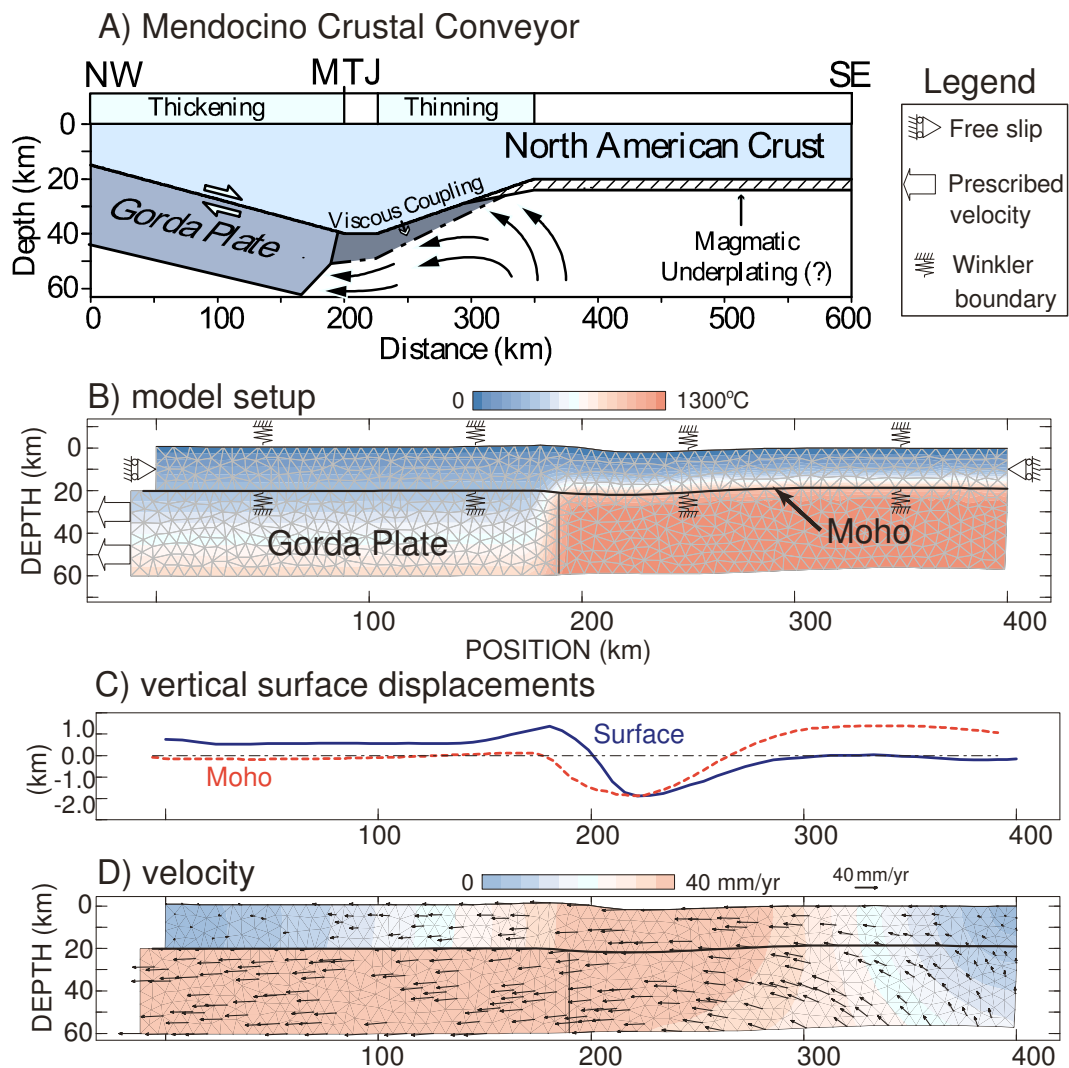 A) Mendocino Crustal Conveyor
NW MTJ SE
Thickening Thinning
North American Crust
Gorda Plate
Viscous Coupling
Magmatic
Underplating (?)
Depth (km)
0
20
40
60
0 100 200 300 400 500 600
Distance (km)
Legend
Free slip
Prescribed
velocity
Winkler
boundary
B) model setup
0 1300°C
DEPTH (km)
0
20
40
60
Gorda Plate
Moho
100 200 300 400
POSITION (km)
C) vertical surface displacements
(km)
1.0
0.0
-1.0
-2.0
Surface
Moho
100 200 300 400
D) velocity
0 40 mm/yr
40 mm/yr
DEPTH (km)
0
20
40
60
100 200 300 400